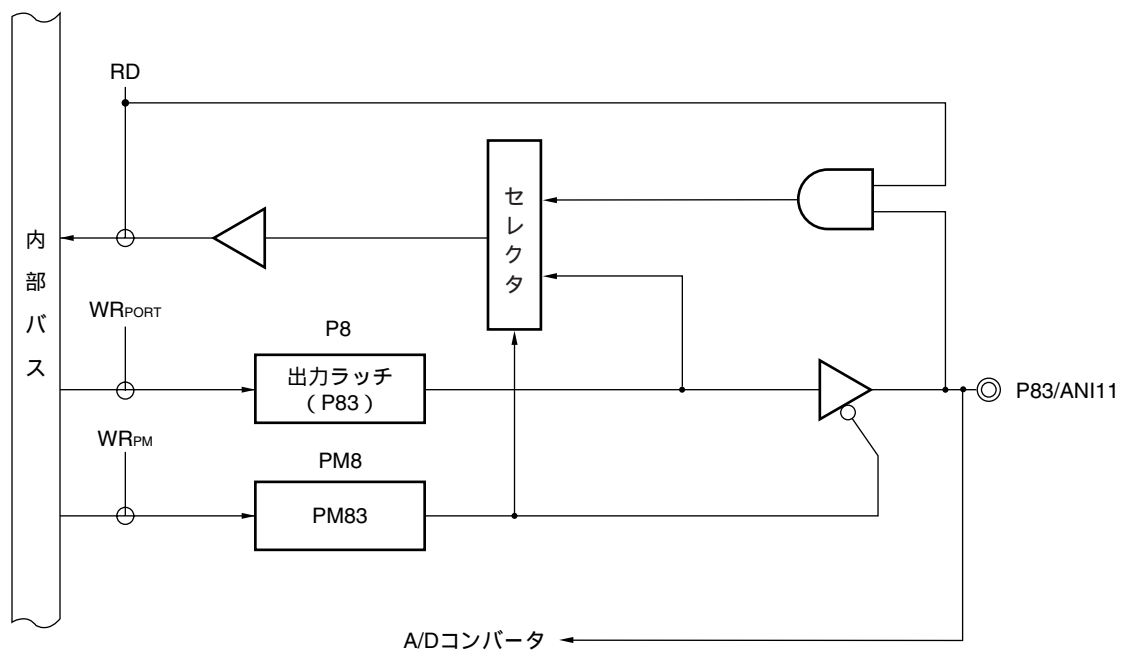 RD
セレクタ
内部バス
WRPORT
P8
出力ラッチ
（P83）
P83/ANI11
WRPM
PM8
PM83
A/Dコンバータ